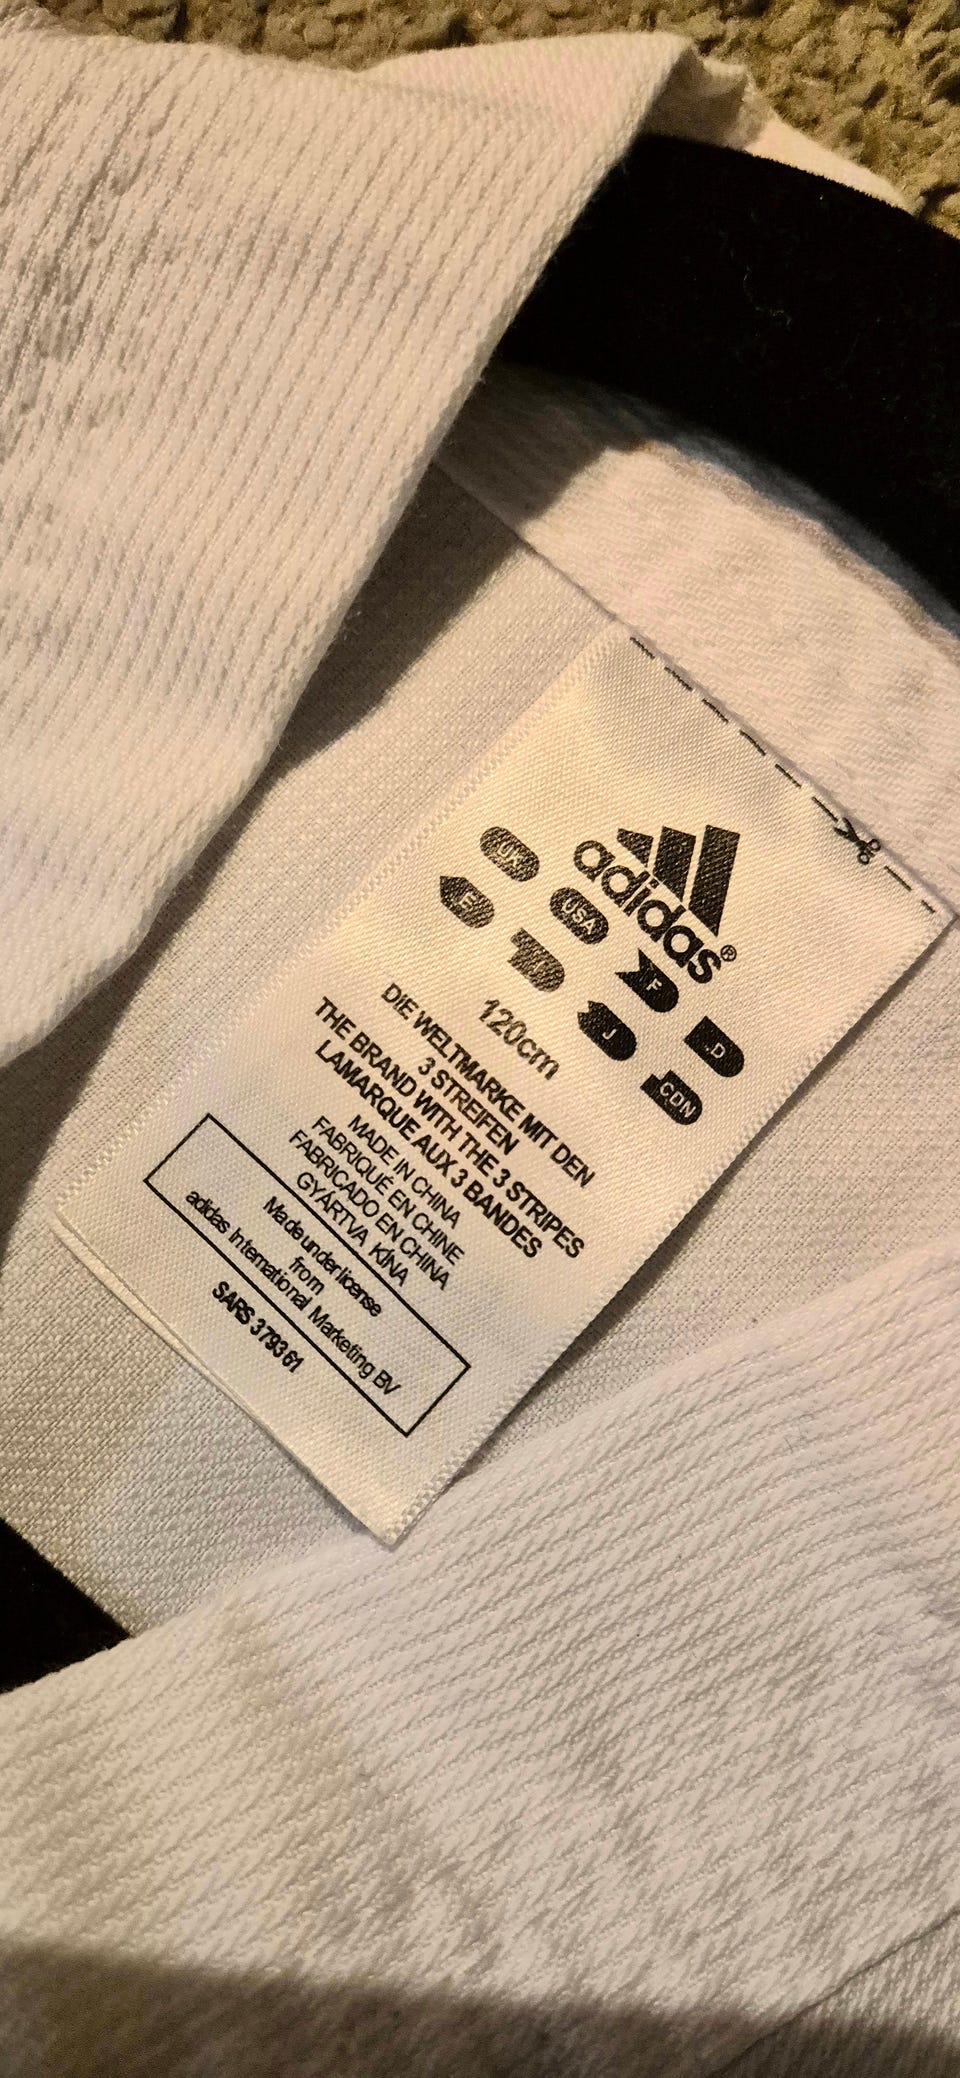 adidas®
UK
USA
F
D
E
J
CDN
120cm
DIE WELTMARKE MIT DEN
3 STREIFEN
THE BRAND WITH THE 3 STRIPES
LAMARQUE AUX 3 BANDES
MADE IN CHINA
FABRIQUÉ EN CHINE
FABRICADO EN CHINA
GYÁRTVA KÍNA
Made under license
from
adidas International Marketing BV
SARS 379361